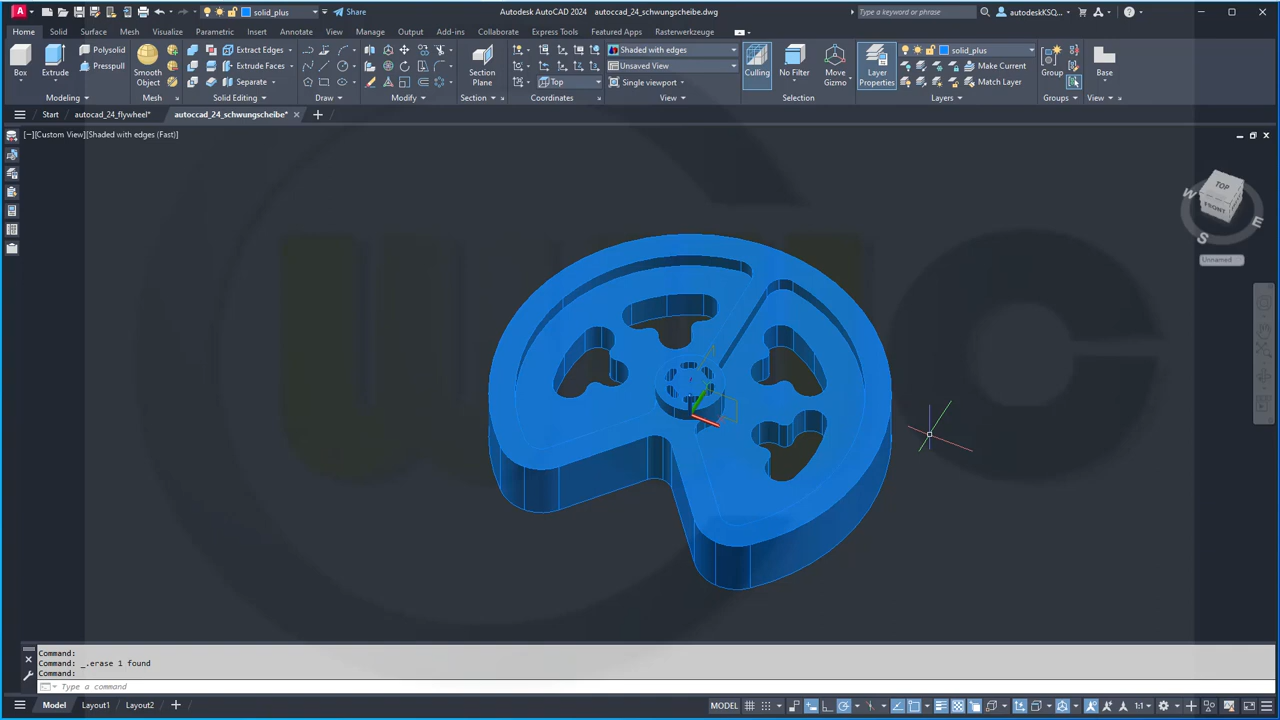 solid_plus
Share
Autodesk AutoCAD 2024 autoccad_24_schwungscheibe.dwg
Type a keyword or phrase
autodeskKSQ...
Home Solid Surface Mesh Visualize Parametric Insert Annotate View Manage Output Add-ins Collaborate Express Tools Featured Apps Rasterwerkzeuge
Box
Extrude
Polysolid
Presspull
Modeling
Smooth
Object
Mesh
Extract Edges
Extrude Faces
Separate
Solid Editing
Draw
Modify
Section
Plane
Section
Top
Coordinates
Shaded with edges
Unsaved View
Single viewport
View
Culling
No Filter
Move
Gizmo
Selection
Layer
Properties
solid_plus
Make Current
Match Layer
Layers
Group
Groups
Base
View
Start autocad_24_flywheel* autoccad_24_schwungscheibe*
[−][Custom View][Shaded with edges (Fast)]
TOP
FRONT
W
S
E
Unnamed
Command:
Command: _.erase 1 found
Command:
Type a command
Model Layout1 Layout2
MODEL
1:1